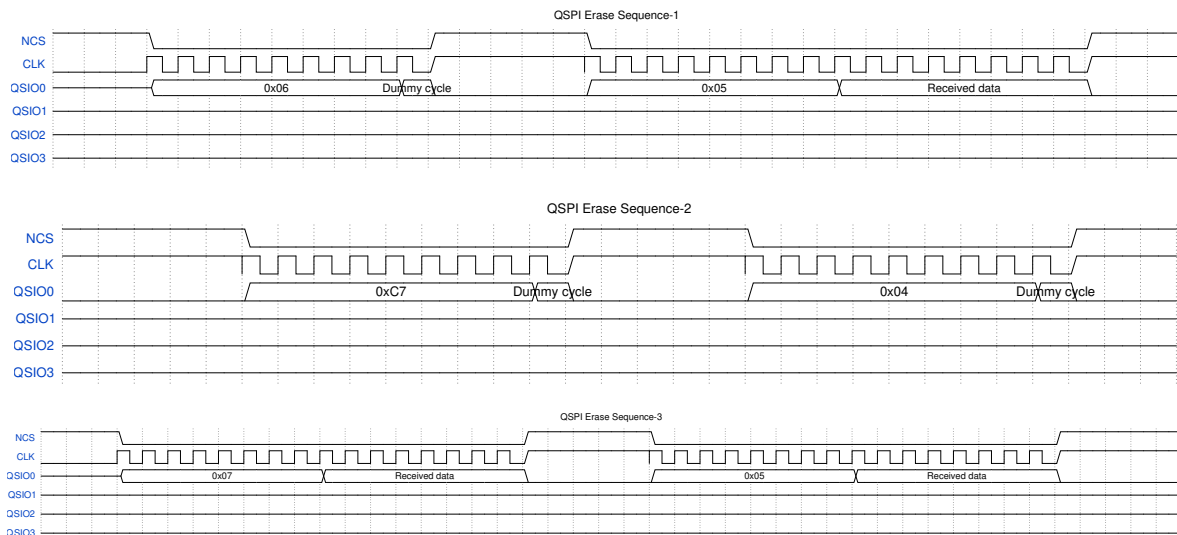 QSPI Erase Sequence-1
NCS
CLK
QSIO0 0x06 Dummy cycle 0x05 Received data
QSIO1
QSIO2
QSIO3
QSPI Erase Sequence-2
NCS
CLK
QSIO0 0xC7 Dummy cycle 0x04 Dummy cycle
QSIO1
QSIO2
QSIO3
QSPI Erase Sequence-3
NCS
CLK
QSIO0 0x07 Received data 0x05 Received data
QSIO1
QSIO2
QSIO3